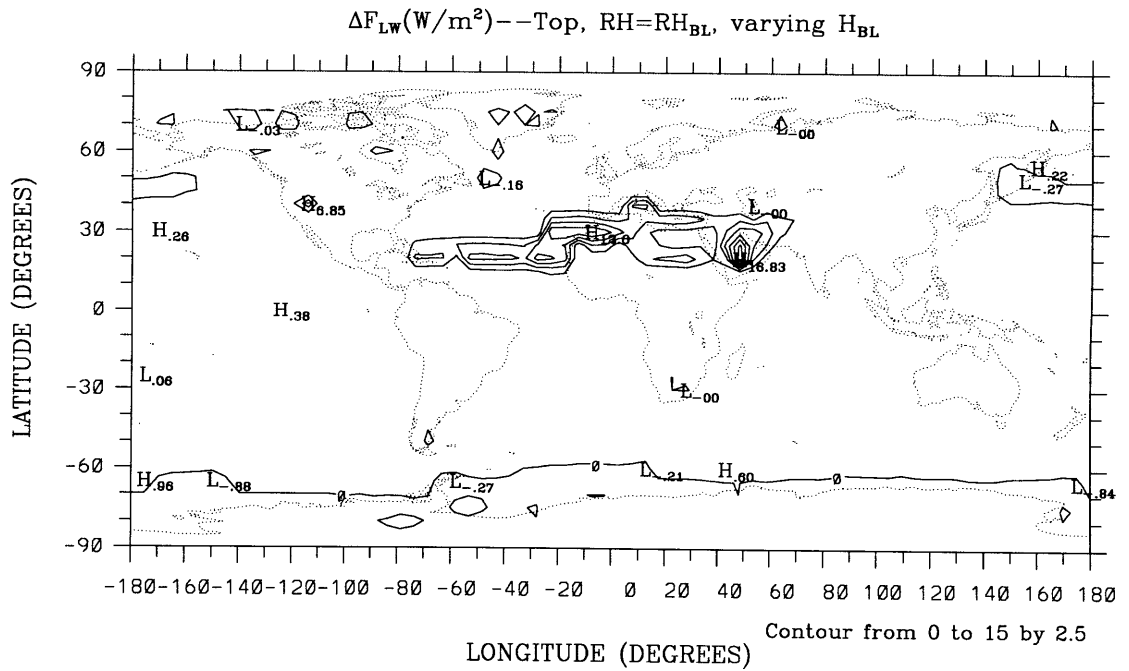 ΔF_LW(W/m²)--Top, RH=RH_BL, varying H_BL
90
60
30
0
-30
-60
-90
LATITUDE (DEGREES)
L-.03
L-00
L-.16
H.22
L-.27
6.85
L-00
H.26
H
16.83
H.38
L.06
L-00
0
L.21
H.60
H.96
L-.88
L-.27
0
0
L-.84
-180 -160 -140 -120 -100 -80 -60 -40 -20 0 20 40 60 80 100 120 140 160 180
Contour from 0 to 15 by 2.5
LONGITUDE (DEGREES)